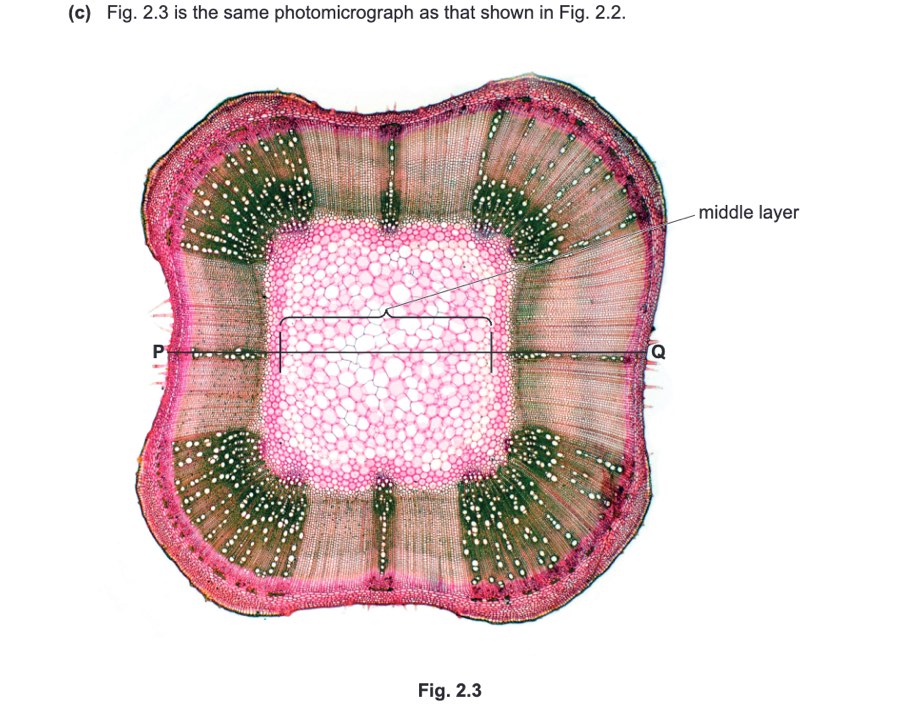 (c) Fig. 2.3 is the same photomicrograph as that shown in Fig. 2.2.
middle layer
P
Q
Fig. 2.3